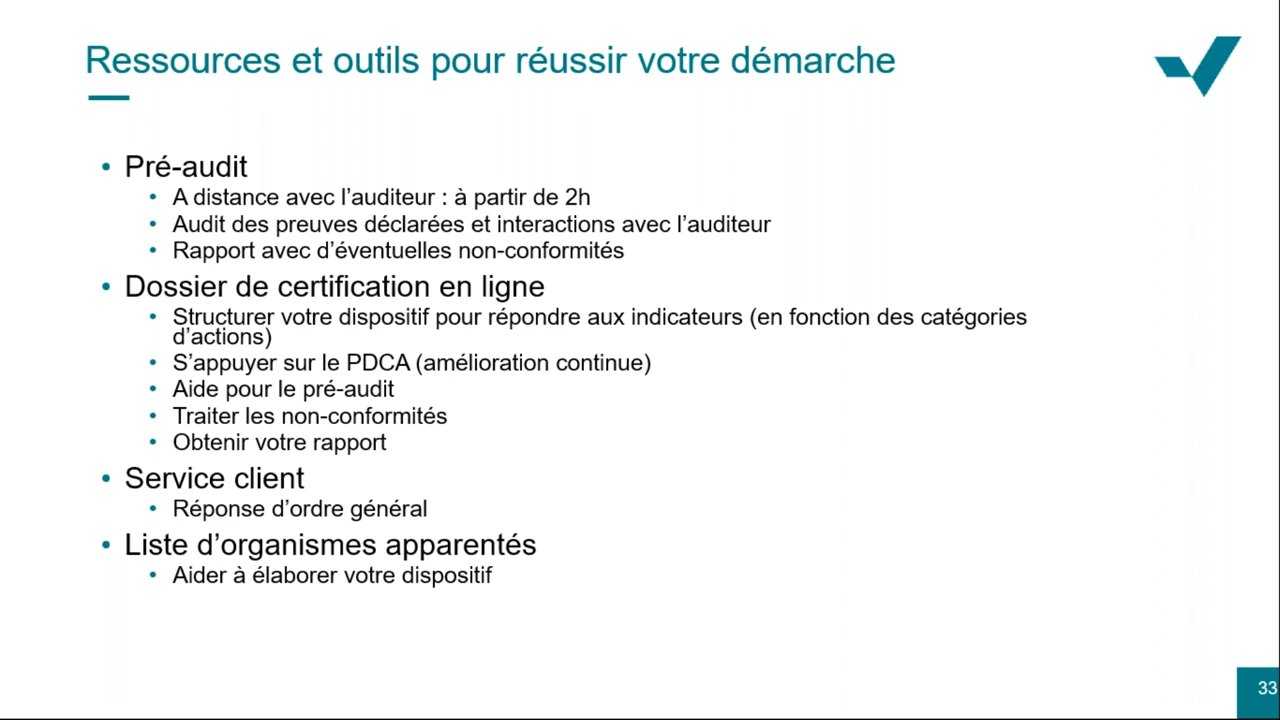 Ressources et outils pour réussir votre démarche
• Pré-audit
• A distance avec l’auditeur : à partir de 2h
• Audit des preuves déclarées et interactions avec l’auditeur
• Rapport avec d’éventuelles non-conformités
• Dossier de certification en ligne
• Structurer votre dispositif pour répondre aux indicateurs (en fonction des catégories
d’actions)
• S’appuyer sur le PDCA (amélioration continue)
• Aide pour le pré-audit
• Traiter les non-conformités
• Obtenir votre rapport
• Service client
• Réponse d’ordre général
• Liste d’organismes apparentés
• Aider à élaborer votre dispositif
33